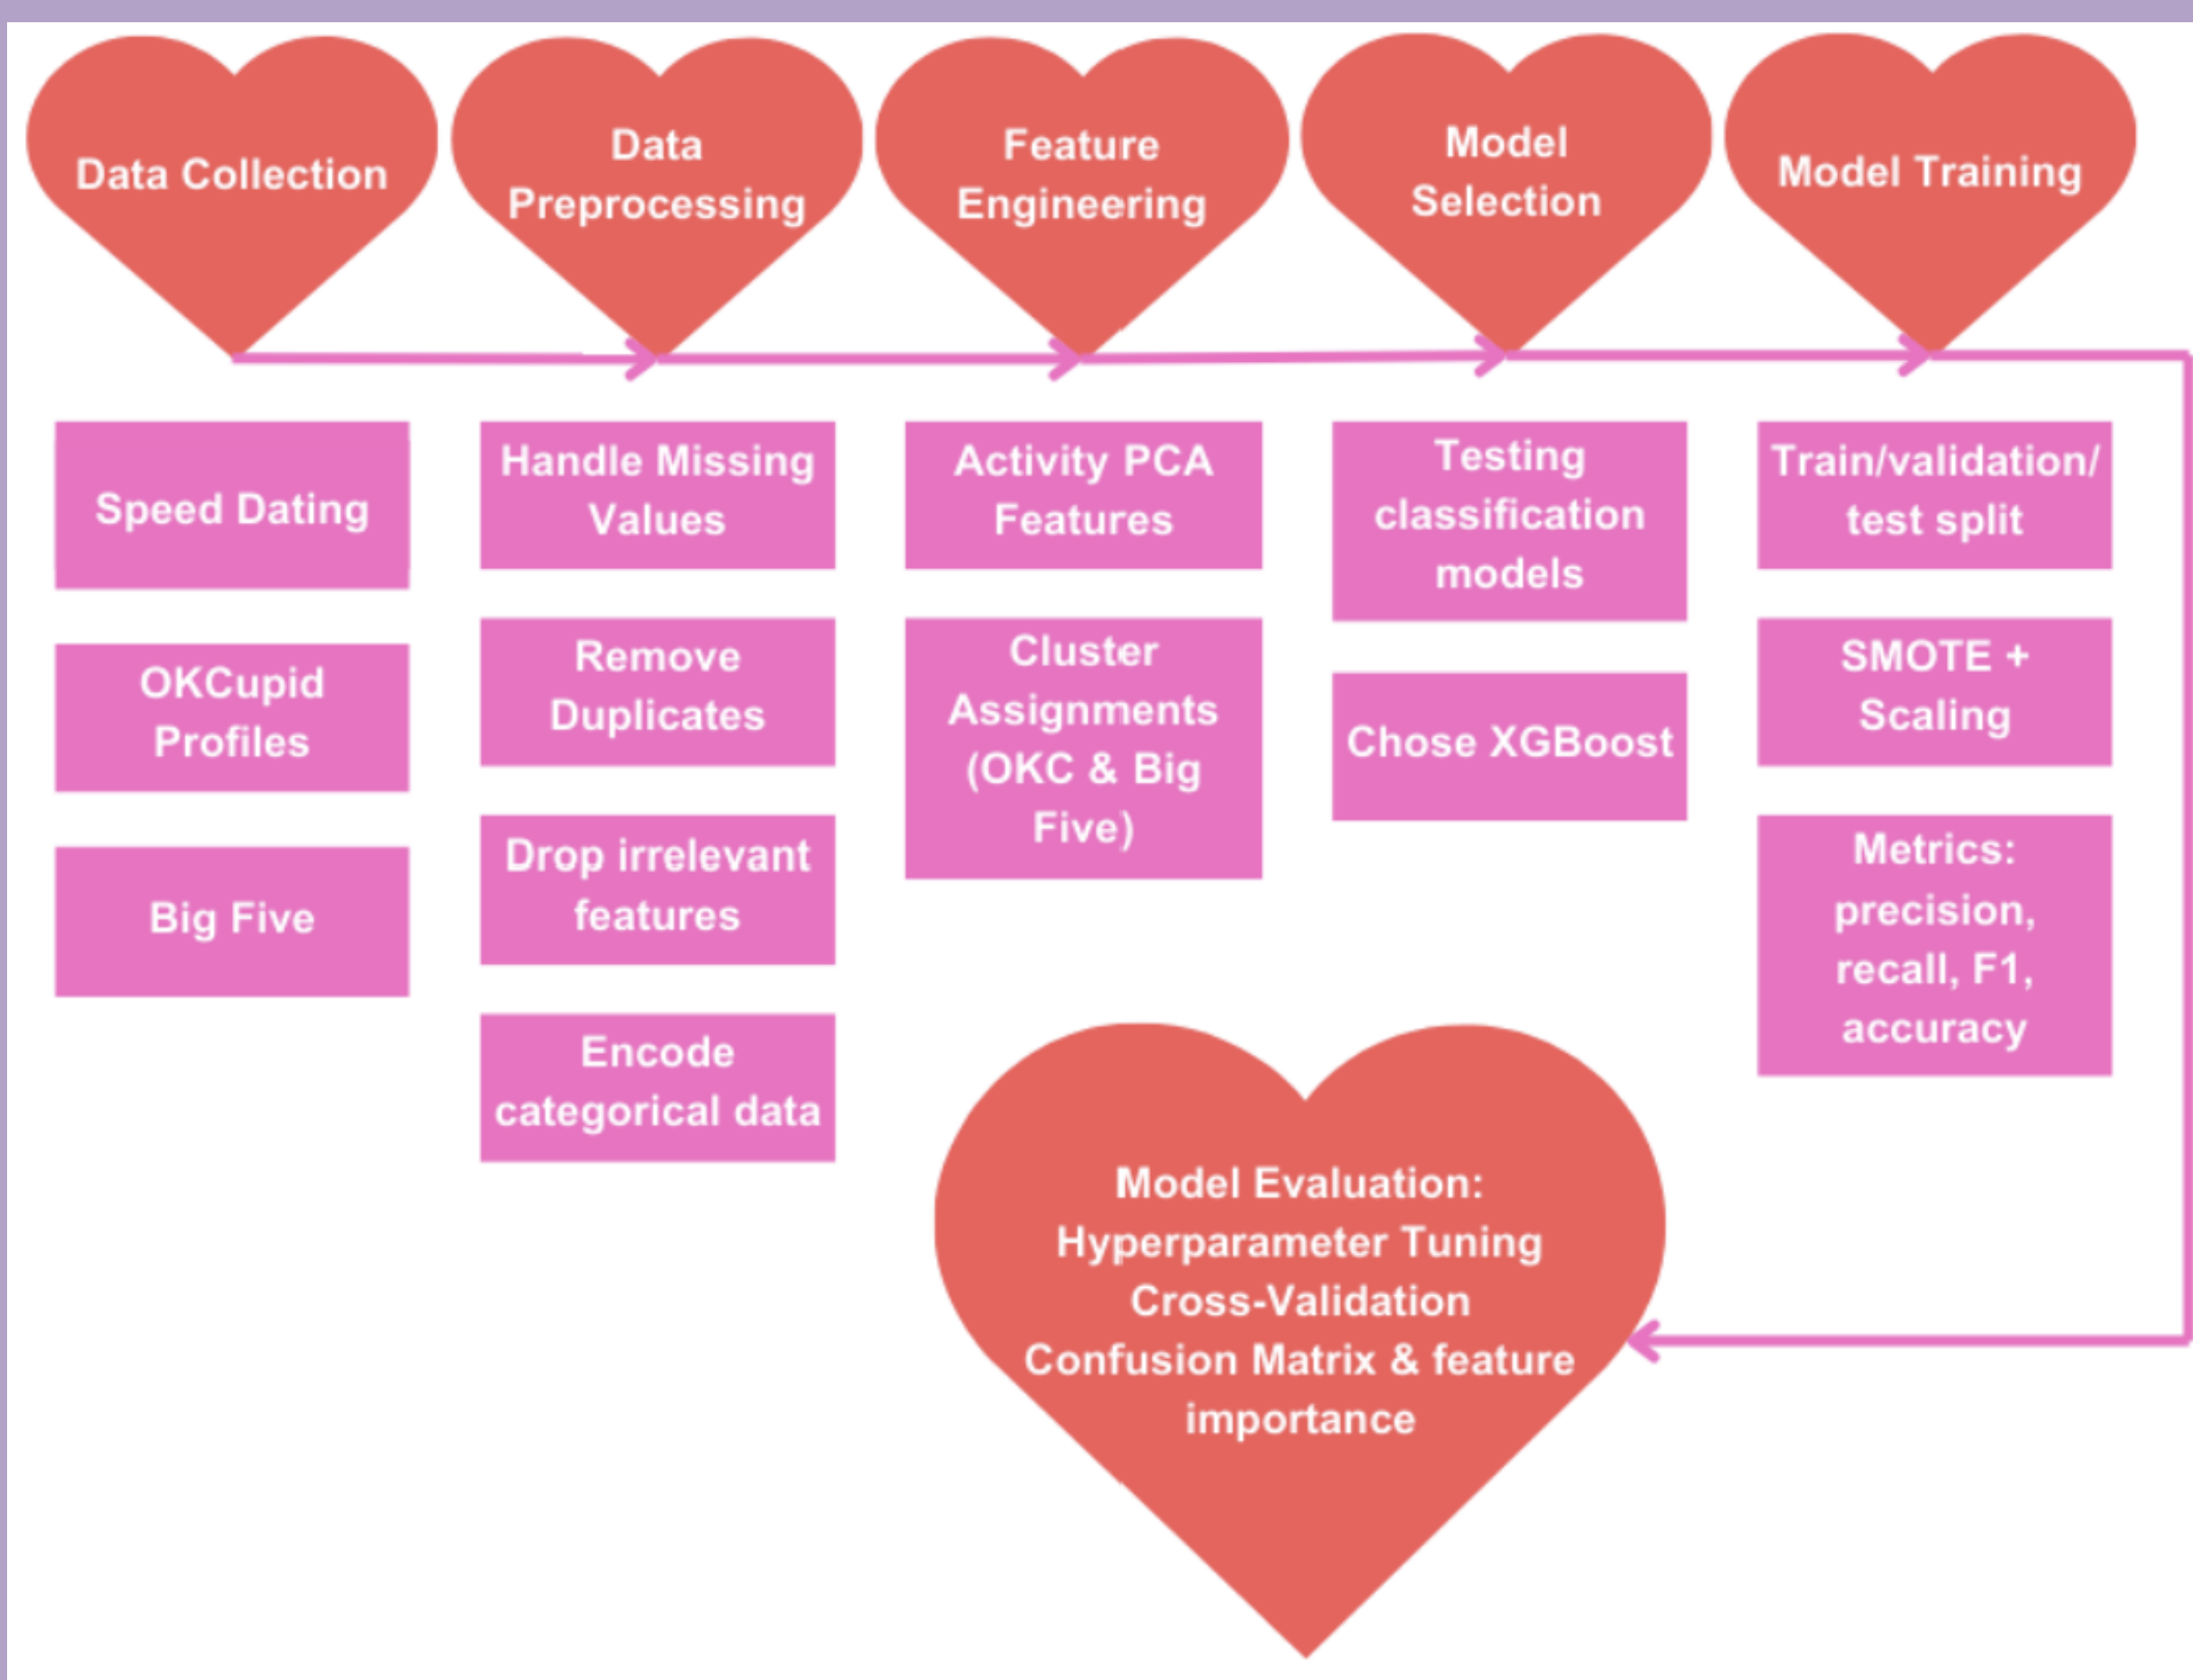 Data Collection
Data
Preprocessing
Feature
Engineering
Model
Selection
Model Training
Speed Dating
OKCupid
Profiles
Big Five
Handle Missing
Values
Remove
Duplicates
Drop irrelevant
features
Encode
categorical data
Activity PCA
Features
Cluster
Assignments
(OKC & Big
Five)
Testing
classification
models
Chose XGBoost
Train/validation/
test split
SMOTE +
Scaling
Metrics:
precision,
recall, F1,
accuracy
Model Evaluation:
Hyperparameter Tuning
Cross-Validation
Confusion Matrix & feature
importance